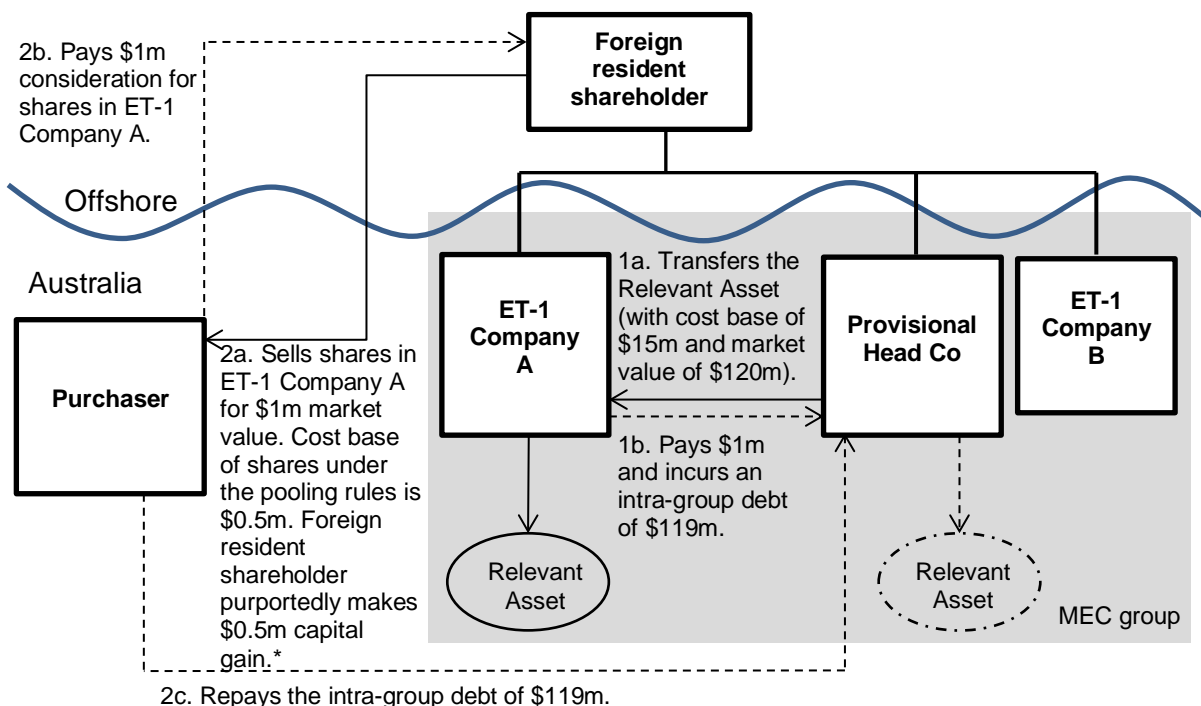 2b. Pays $1m
consideration for
shares in ET-1
Company A.
Foreign
resident
shareholder
Offshore
Australia
Purchaser
2a. Sells shares in
ET-1 Company A
for $1m market
value. Cost base
of shares under
the pooling rules is
$0.5m. Foreign
resident
shareholder
purportedly makes
$0.5m capital
gain.*
ET-1
Company
A
1a. Transfers the
Relevant Asset
(with cost base of
$15m and market
value of $120m).
1b. Pays $1m
and incurs an
intra-group debt
of $119m.
Provisional
Head Co
ET-1
Company
B
Relevant
Asset
Relevant
Asset
MEC group
2c. Repays the intra-group debt of $119m.